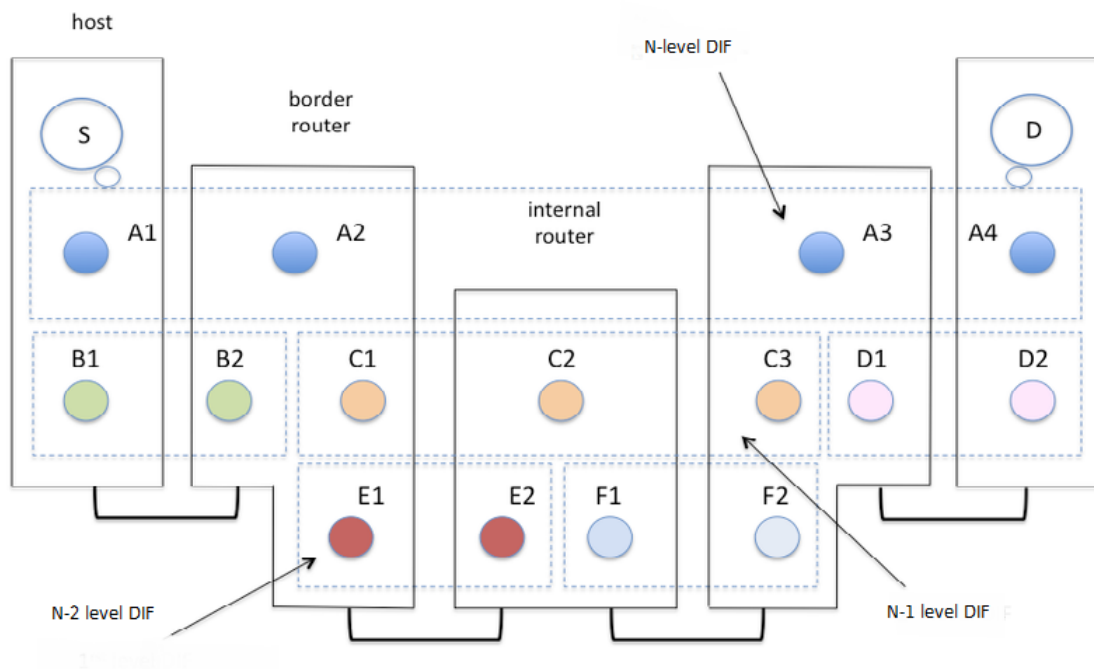 host
N-level DIF
border
router
S
D
internal
router
A1
A2
A3
A4
B1
B2
C1
C2
C3
D1
D2
E1
E2
F1
F2
N-2 level DIF
N-1 level DIF